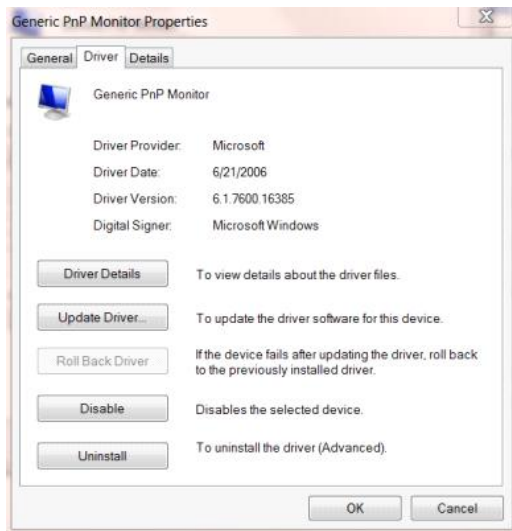 Generic PnP Monitor Properties
General Driver Details
Generic PnP Monitor
Driver Provider: Microsoft
Driver Date: 6/21/2006
Driver Version: 6.1.7600.16385
Digital Signer: Microsoft Windows
Driver Details To view details about the driver files.
Update Driver... To update the driver software for this device.
Roll Back Driver If the device fails after updating the driver, roll back
to the previously installed driver.
Disable Disables the selected device.
Uninstall To uninstall the driver (Advanced).
OK Cancel